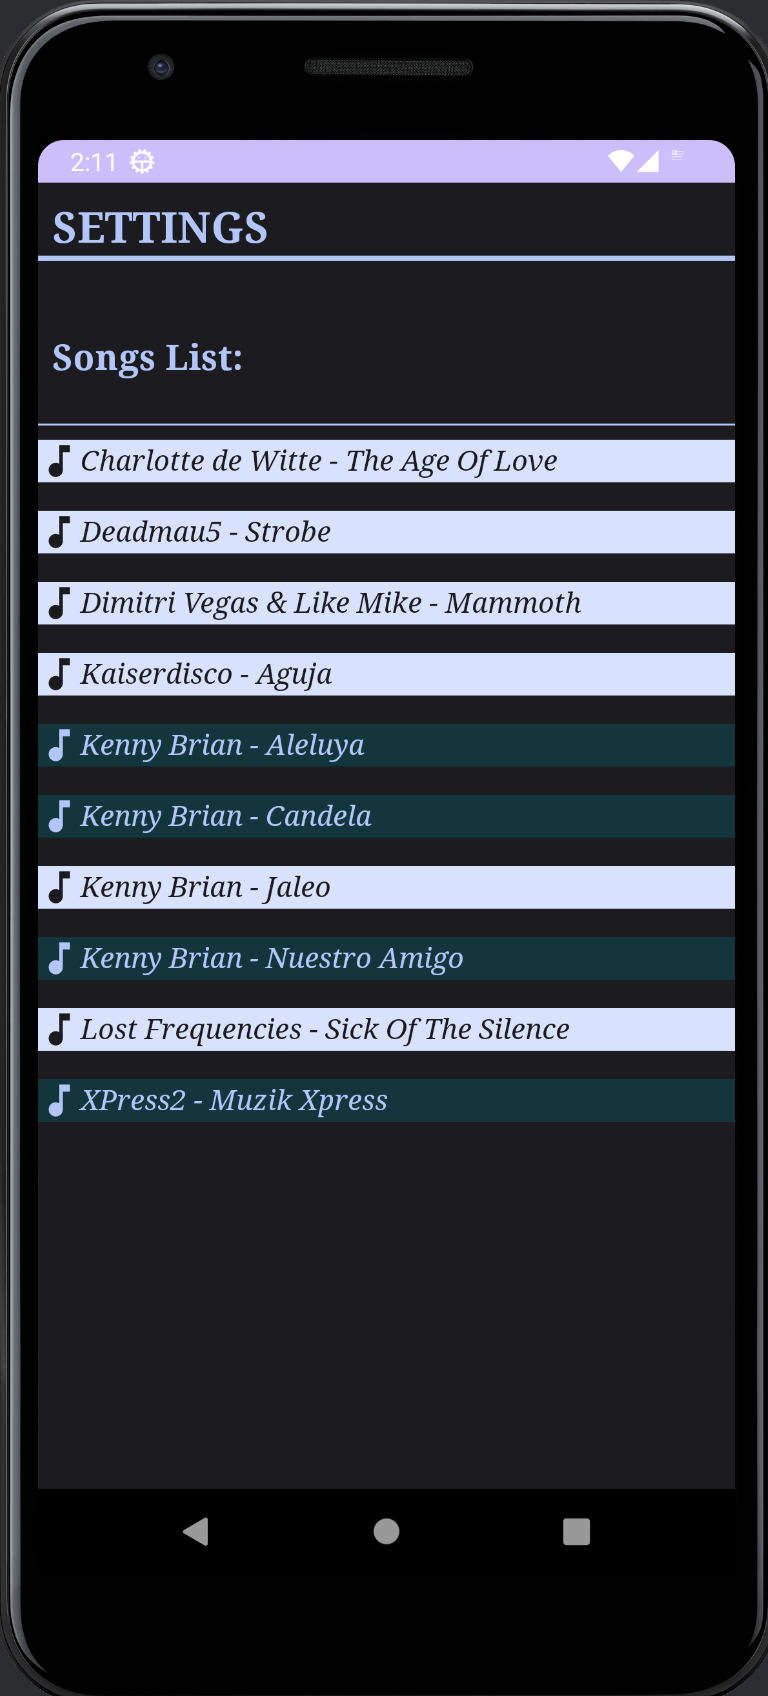 2:11
SETTINGS
Songs List:
Charlotte de Witte - The Age Of Love
Deadmau5 - Strobe
Dimitri Vegas & Like Mike - Mammoth
Kaiserdisco - Aguja
Kenny Brian - Aleluya
Kenny Brian - Candela
Kenny Brian - Jaleo
Kenny Brian - Nuestro Amigo
Lost Frequencies - Sick Of The Silence
XPress2 - Muzik Xpress